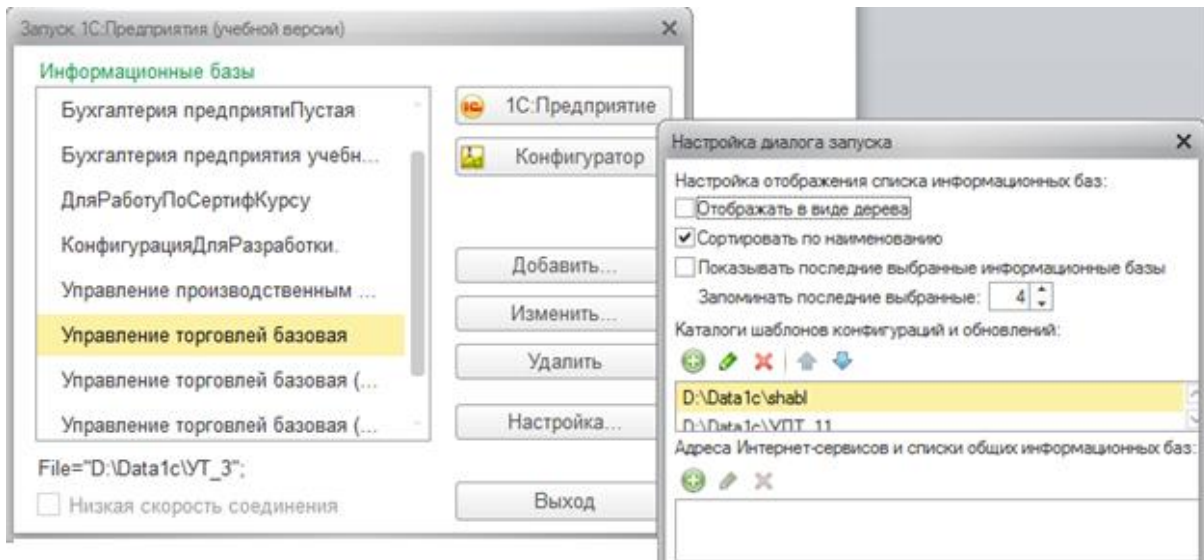 Запуск 1С:Предприятия (учебной версии)
Информационные базы
Бухгалтерия предприятиПустая
Бухгалтерия предприятия учебн...
ДляРаботуПоСертифКурсу
КонфигурацияДляРазработки.
Управление производственным ...
Управление торговлей базовая
Управление торговлей базовая (...
Управление торговлей базовая (...
File="D:\Data1c\УТ_3";
Низкая скорость соединения
1С:Предприятие
Конфигуратор
Добавить...
Изменить...
Удалить
Настройка...
Выход
Настройка диалога запуска
Настройка отображения списка информационных баз:
Отображать в виде дерева
Сортировать по наименованию
Показывать последние выбранные информационные базы
Запоминать последние выбранные: 4
Каталоги шаблонов конфигураций и обновлений:
D:\Data1c\shabl
D:\Data1c\УПТ_11
Адреса Интернет-сервисов и списки общих информационных баз: